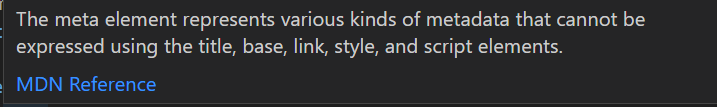 The meta element represents various kinds of metadata that cannot be
expressed using the title, base, link, style, and script elements.
MDN Reference